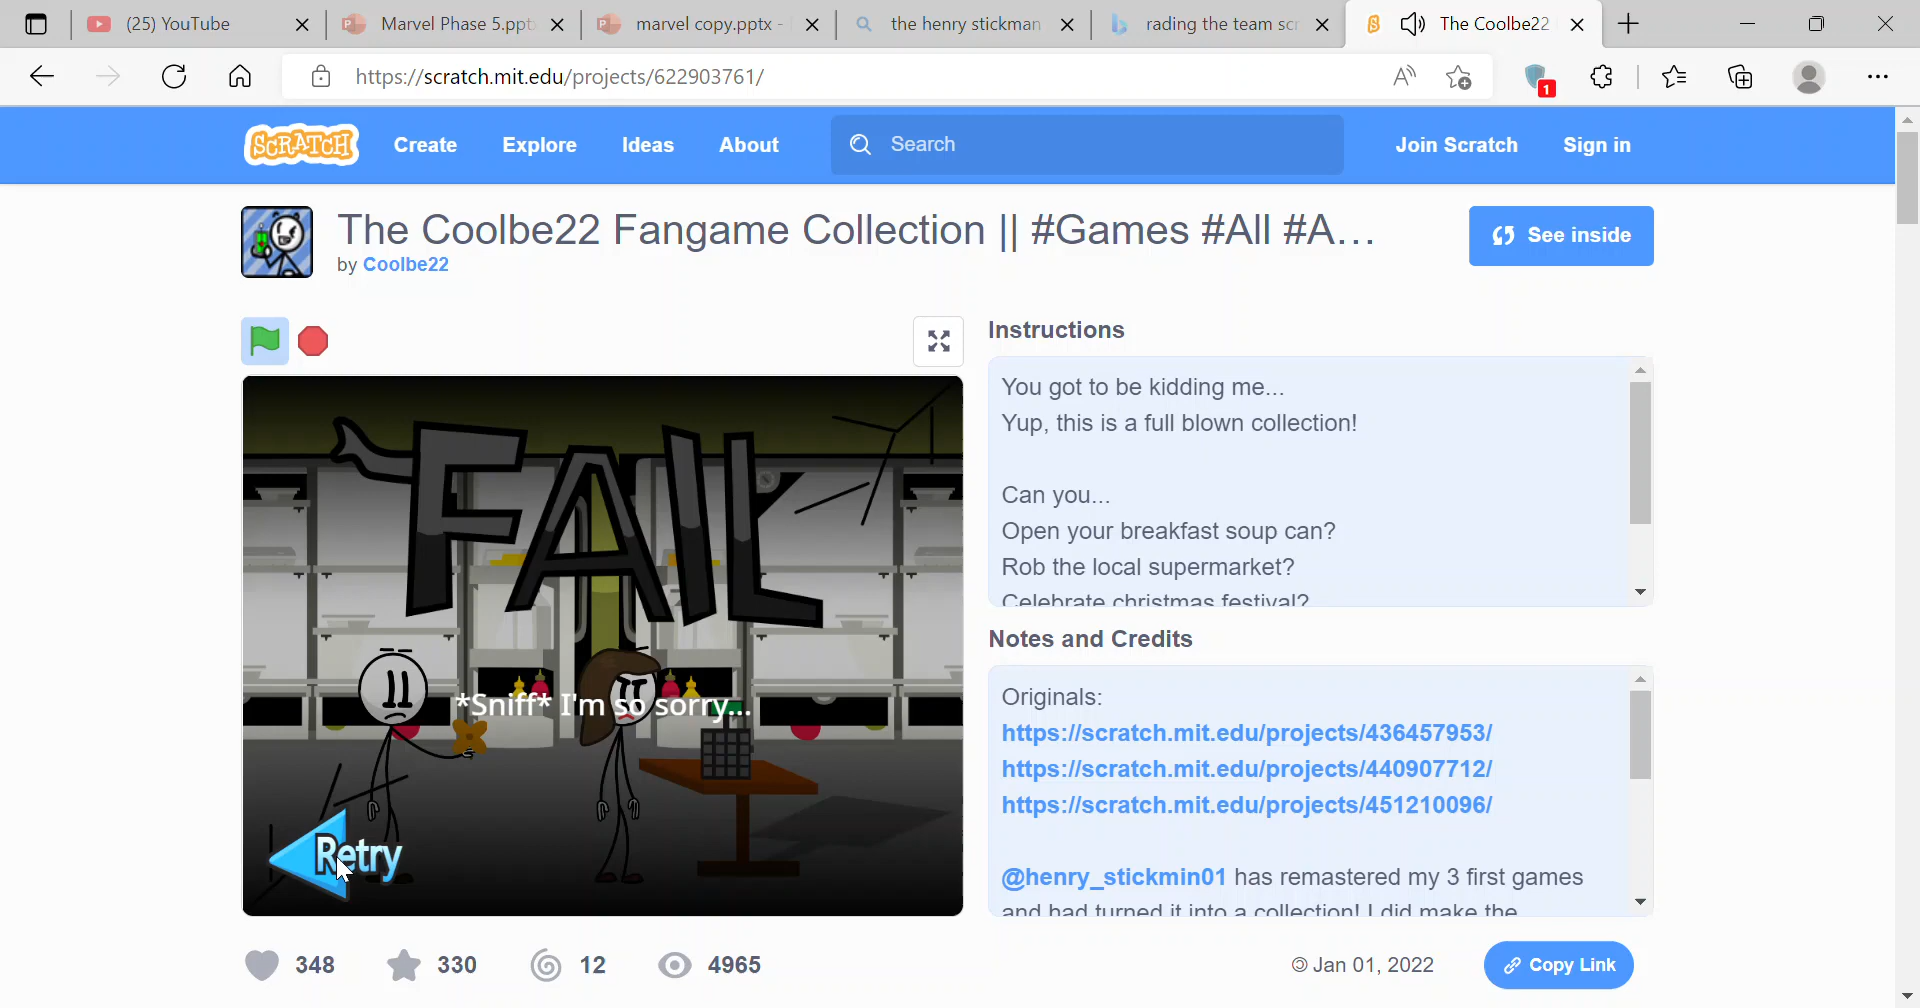 (25) YouTube
Marvel Phase 5.ppt
marvel copy.pptx -
the henry stickman
rading the team scr
The Coolbe22
https://scratch.mit.edu/projects/622903761/
A
1
SCRATCH
Create
Explore
Ideas
About
Search
Join Scratch
Sign in
The Coolbe22 Fangame Collection || #Games #All #A...
by Coolbe22
See inside
FAIL
*Sniff* I'm so sorry...
Retry
Instructions
You got to be kidding me...
Yup, this is a full blown collection!
Can you...
Open your breakfast soup can?
Rob the local supermarket?
Celebrate christmas festival?
Notes and Credits
Originals:
https://scratch.mit.edu/projects/436457953/
https://scratch.mit.edu/projects/440907712/
https://scratch.mit.edu/projects/451210096/
@henry_stickmin01 has remastered my 3 first games
and had turned it into a collection! I did make the
348
330
12
4965
© Jan 01, 2022
Copy Link